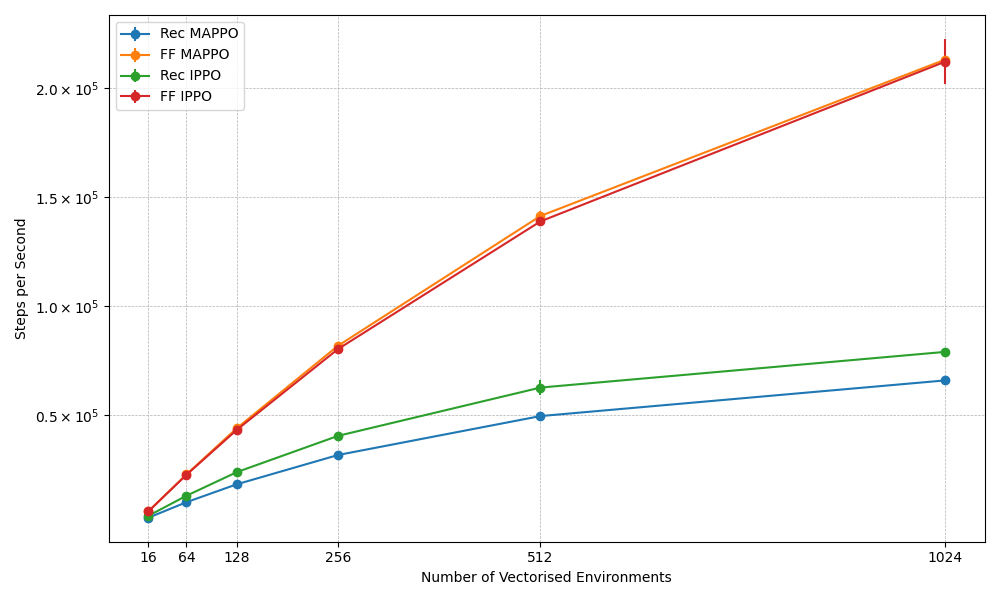 Rec MAPPO
FF MAPPO
Rec IPPO
FF IPPO
2.0 × 10⁵
1.5 × 10⁵
1.0 × 10⁵
0.5 × 10⁵
Steps per Second
16 64 128 256 512 1024
Number of Vectorised Environments